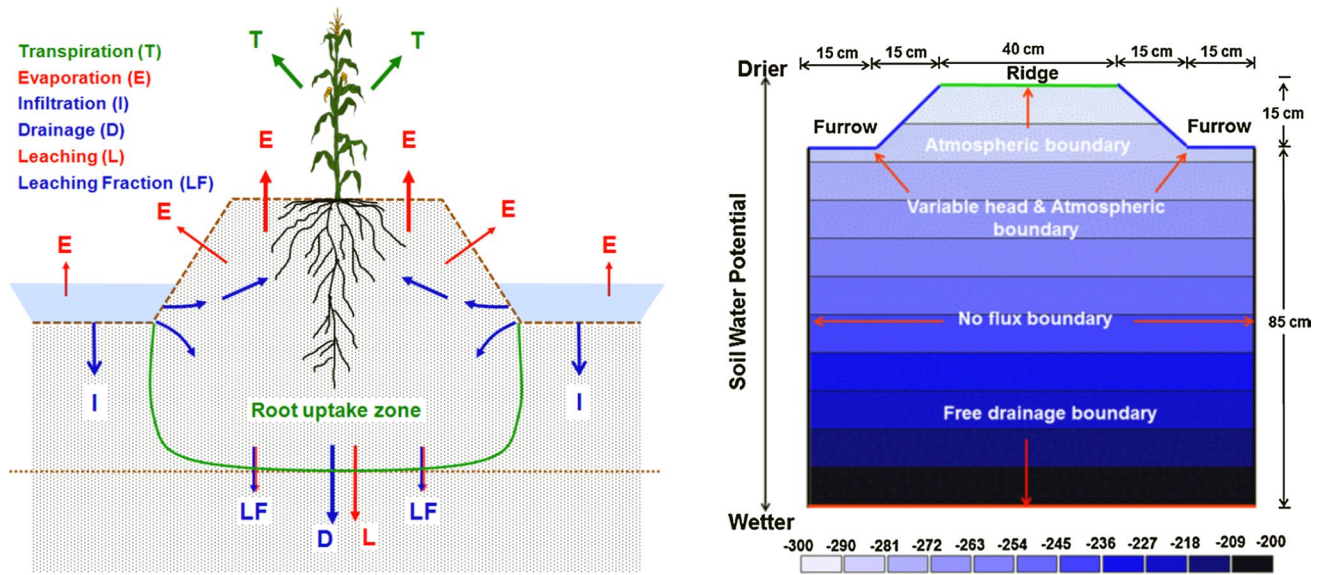 Transpiration (T)
Evaporation (E)
Infiltration (I)
Drainage (D)
Leaching (L)
Leaching Fraction (LF)
T T
E E
E E
E E
I I
Root uptake zone
LF LF
D L
15 cm 15 cm 40 cm 15 cm 15 cm
Drier
Ridge
15 cm
Furrow Furrow
Atmospheric boundary
Variable head & Atmospheric
boundary
Soil Water Potential
No flux boundary
85 cm
Free drainage boundary
Wetter
-300 -290 -281 -272 -263 -254 -245 -236 -227 -218 -209 -200